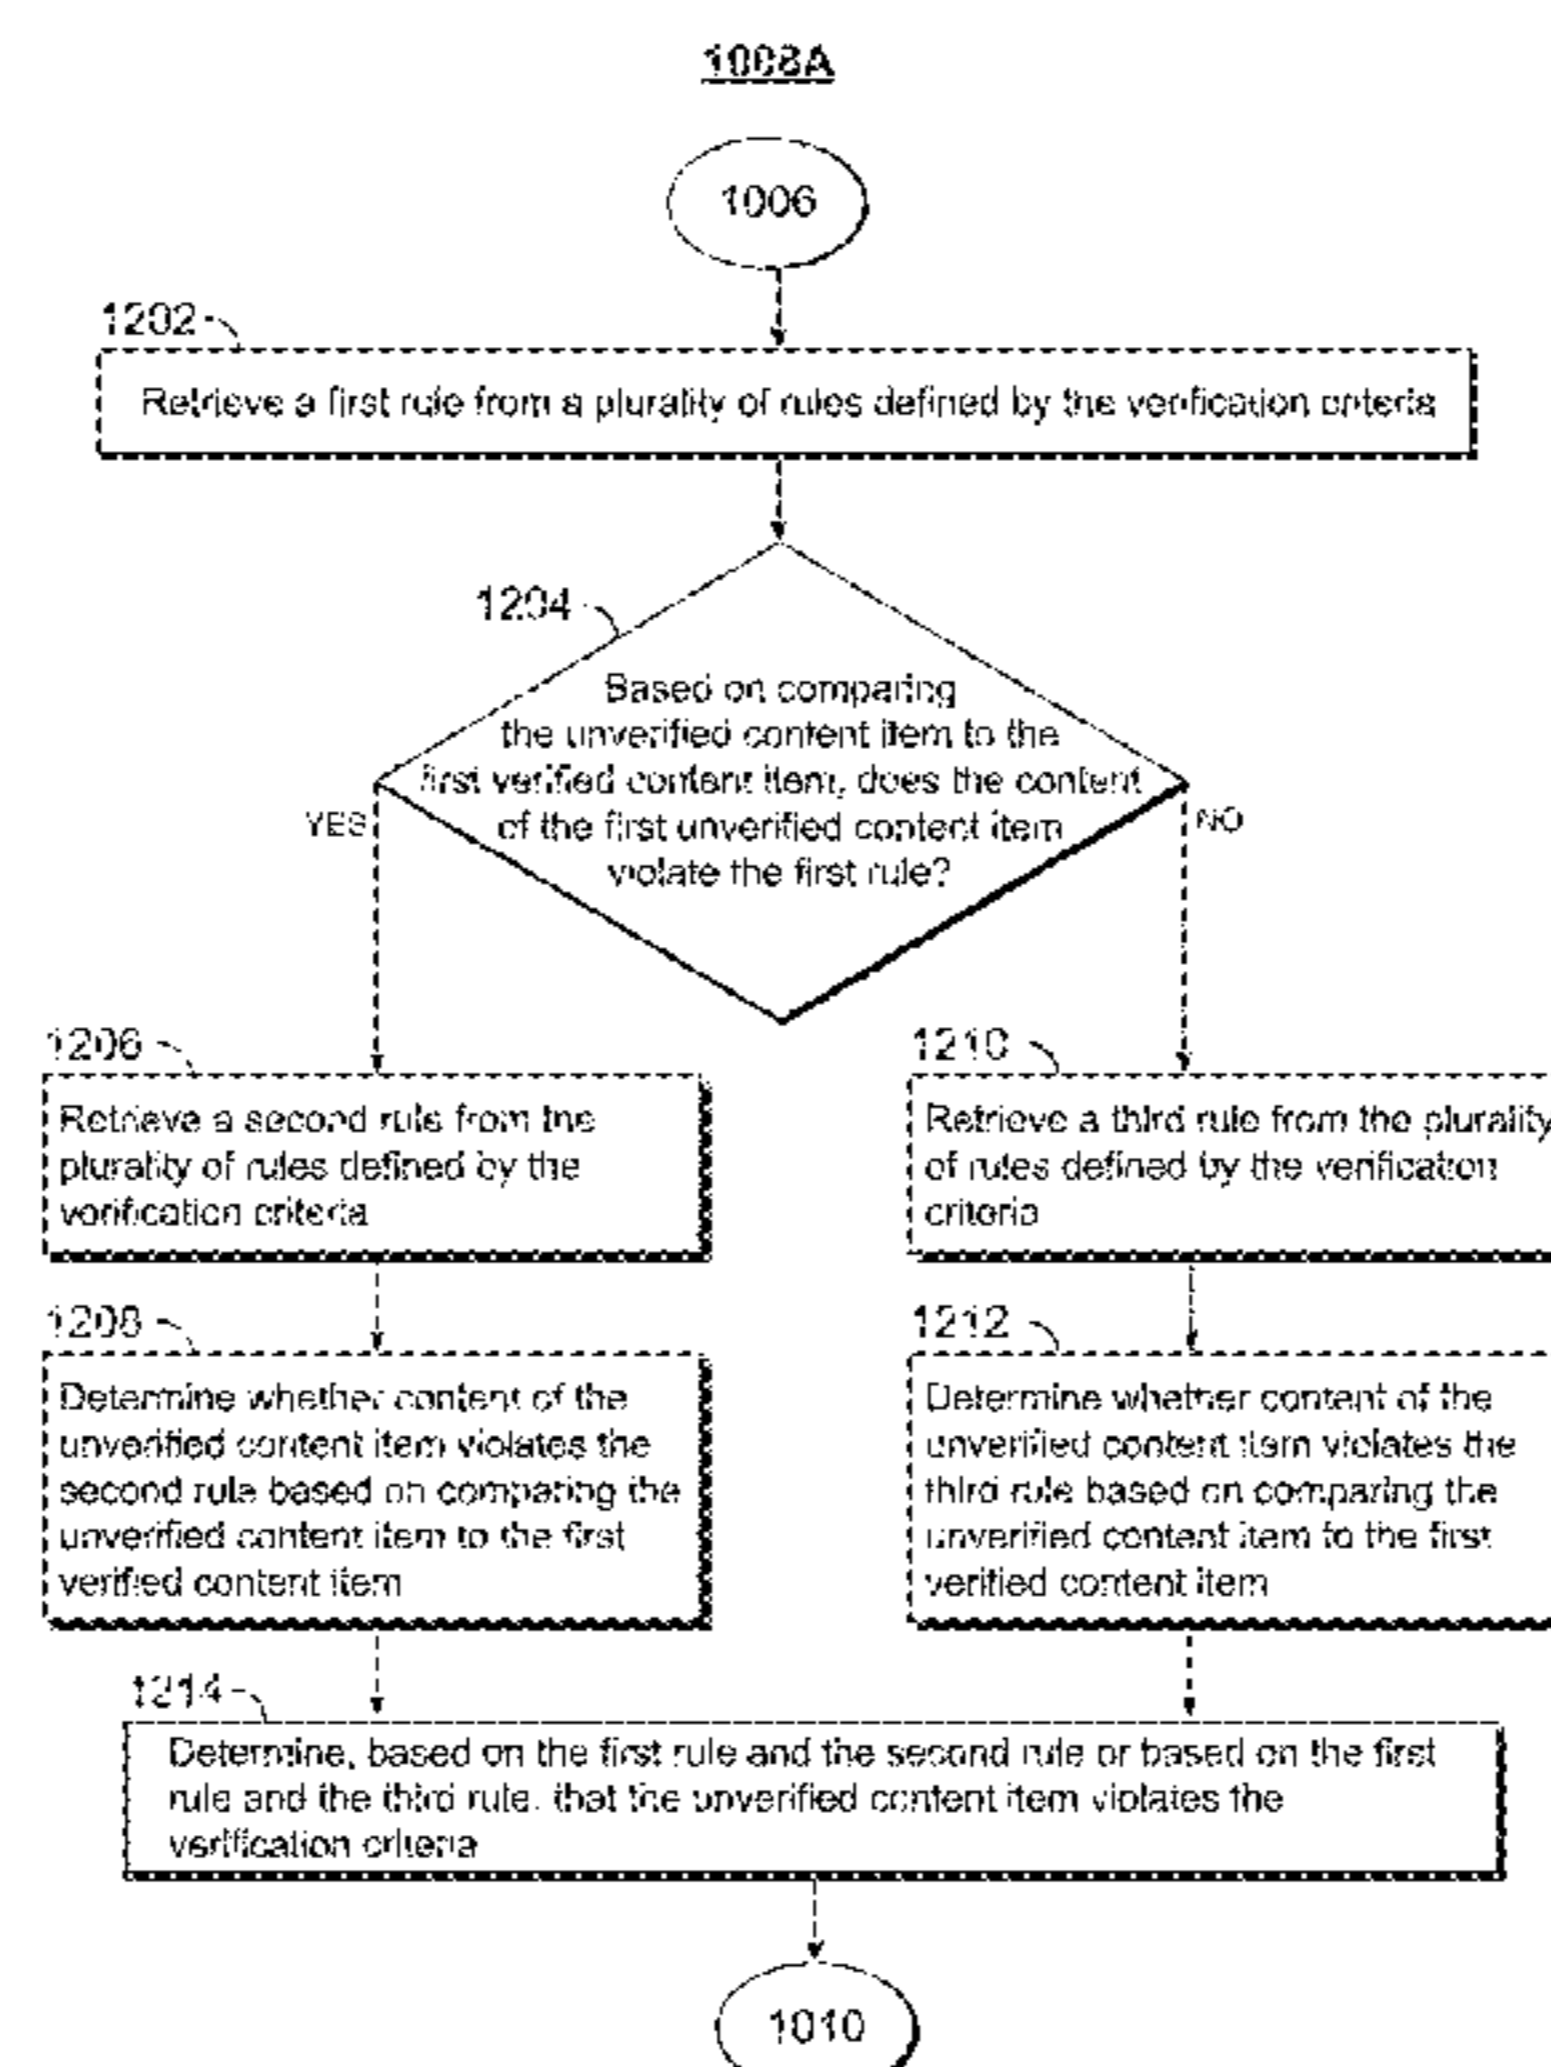 1008A
1006
1202
Retrieve a first rule from a plurality of rules defined by the verification criteria
1204
Based on comparing
the unverified content item to the
first verified content item, does the content
of the first unverified content item
violate the first rule?
YES
NO
1206
Retrieve a second rule from the
plurality of rules defined by the
verification criteria
1210
Retrieve a third rule from the plurality
of rules defined by the verification
criteria
1208
Determine whether content of the
unverified content item violates the
second rule based on comparing the
unverified content item to the first
verified content item
1212
Determine whether content of the
unverified content item violates the
third rule based on comparing the
unverified content item to the first
verified content item
1214
Determine, based on the first rule and the second rule or based on the first
rule and the third rule, that the unverified content item violates the
verification criteria
1010